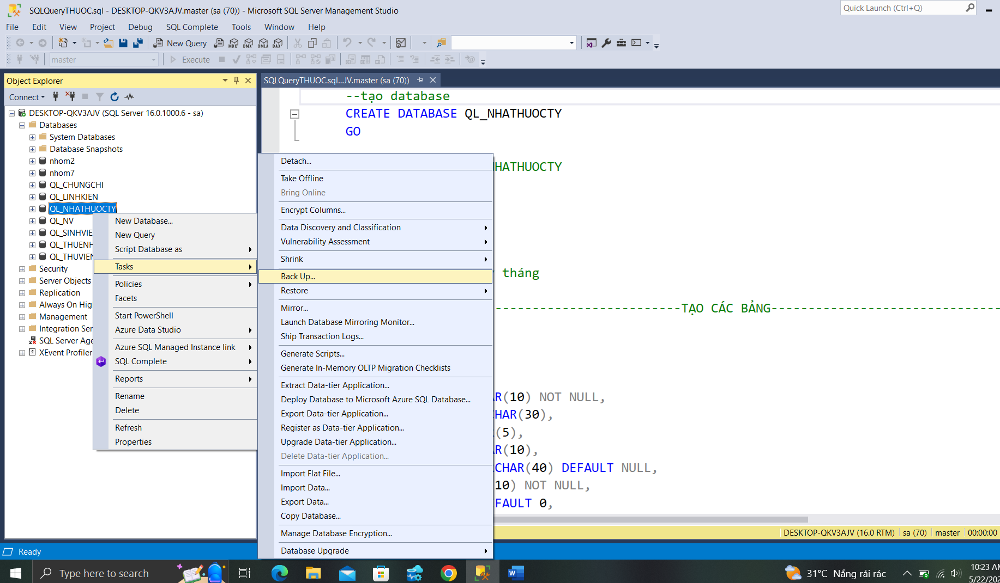 SQLQueryTHUOC.sql - DESKTOP-QKV3AJV.master (sa (70)) - Microsoft SQL Server Management Studio
Quick Launch (Ctrl+Q)
File Edit View Project Debug SQL Complete Tools Window Help
New Query MDX DMX XMLA DAX
master Execute
Object Explorer
Connect
DESKTOP-QKV3AJV (SQL Server 16.0.1000.6 - sa)
Databases
System Databases
Database Snapshots
nhom2
nhom7
QL_CHUNGCHI
QL_LINHKIEN
QL_NHATHUOCTY
QL_NV
QL_SINHVIE
QL_THUENH
QL_THUVIEN
Security
Server Objects
Replication
Always On Hig
Management
Integration Ser
SQL Server Age
XEvent Profiler
New Database...
New Query
Script Database as
Tasks
Policies
Facets
Start PowerShell
Azure Data Studio
Azure SQL Managed Instance link
SQL Complete
Reports
Rename
Delete
Refresh
Properties
Detach...
Take Offline
Bring Online
Encrypt Columns...
Data Discovery and Classification
Vulnerability Assessment
Shrink
Back Up...
Restore
Mirror...
Launch Database Mirroring Monitor...
Ship Transaction Logs...
Generate Scripts...
Generate In-Memory OLTP Migration Checklists
Extract Data-tier Application...
Deploy Database to Microsoft Azure SQL Database...
Export Data-tier Application...
Register as Data-tier Application...
Upgrade Data-tier Application...
Delete Data-tier Application...
Import Flat File...
Import Data...
Export Data...
Copy Database...
Manage Database Encryption...
Database Upgrade
SQLQueryTHUOC.sql...JV.master (sa (70))
--tạo database
CREATE DATABASE QL_NHATHUOCTY
GO
HATHUOCTY
tháng
-------------------------TẠO CÁC BẢNG-------------------------------
AR(10) NOT NULL,
CHAR(30),
(5),
AR(10),
CHAR(40) DEFAULT NULL,
10) NOT NULL,
FAULT 0,
DESKTOP-QKV3AJV (16.0 RTM) sa (70) master 00:00:00
Ready
Type here to search
31°C Nắng rải rác
10:23 AM
5/22/202